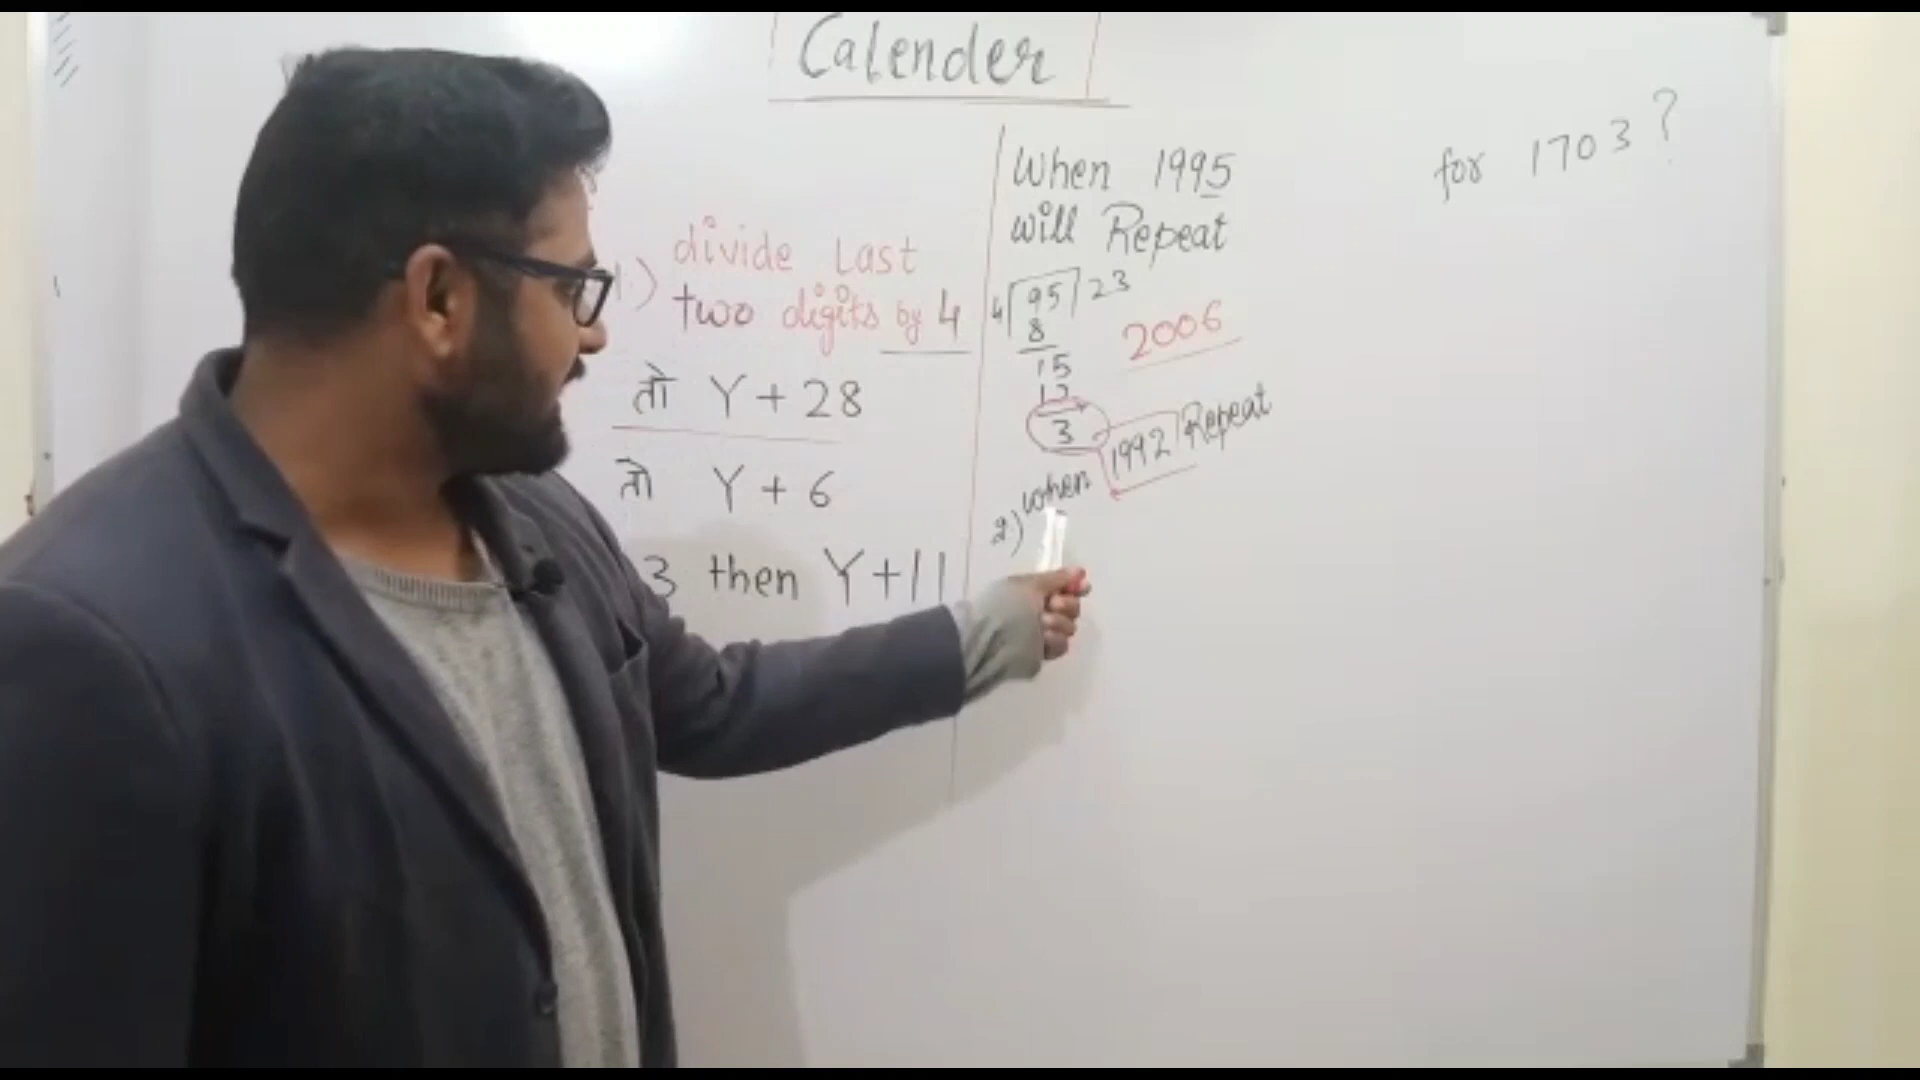 Calender
1.) divide Last
two digits by 4
तो Y + 28
तो Y + 6
3 then Y+11
When 1995
will Repeat
4 95 23
8
15
12
3
2006
2) when 1992 Repeat
for 1703?